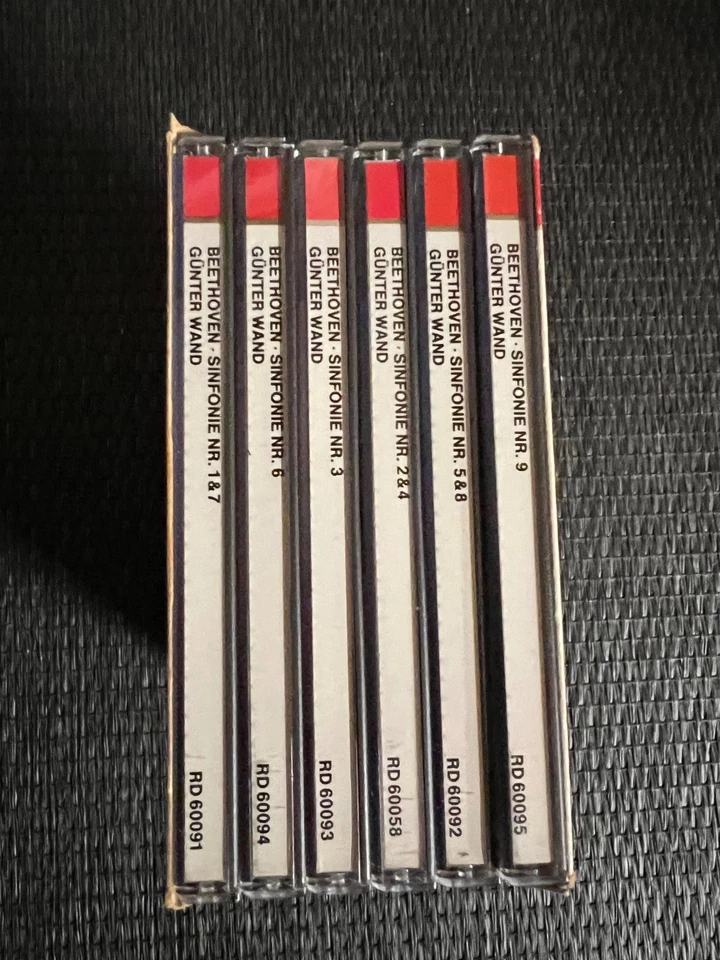 BEETHOVEN · SINFONIE NR. 1&7
GÜNTER WAND
RD 60091
BEETHOVEN · SINFONIE NR. 6
GÜNTER WAND
RD 60094
BEETHOVEN · SINFONIE NR. 3
GÜNTER WAND
RD 60093
BEETHOVEN · SINFONIE NR. 2&4
GÜNTER WAND
RD 60058
BEETHOVEN · SINFONIE NR. 5&8
GÜNTER WAND
RD 60092
BEETHOVEN · SINFONIE NR. 9
GÜNTER WAND
RD 60095